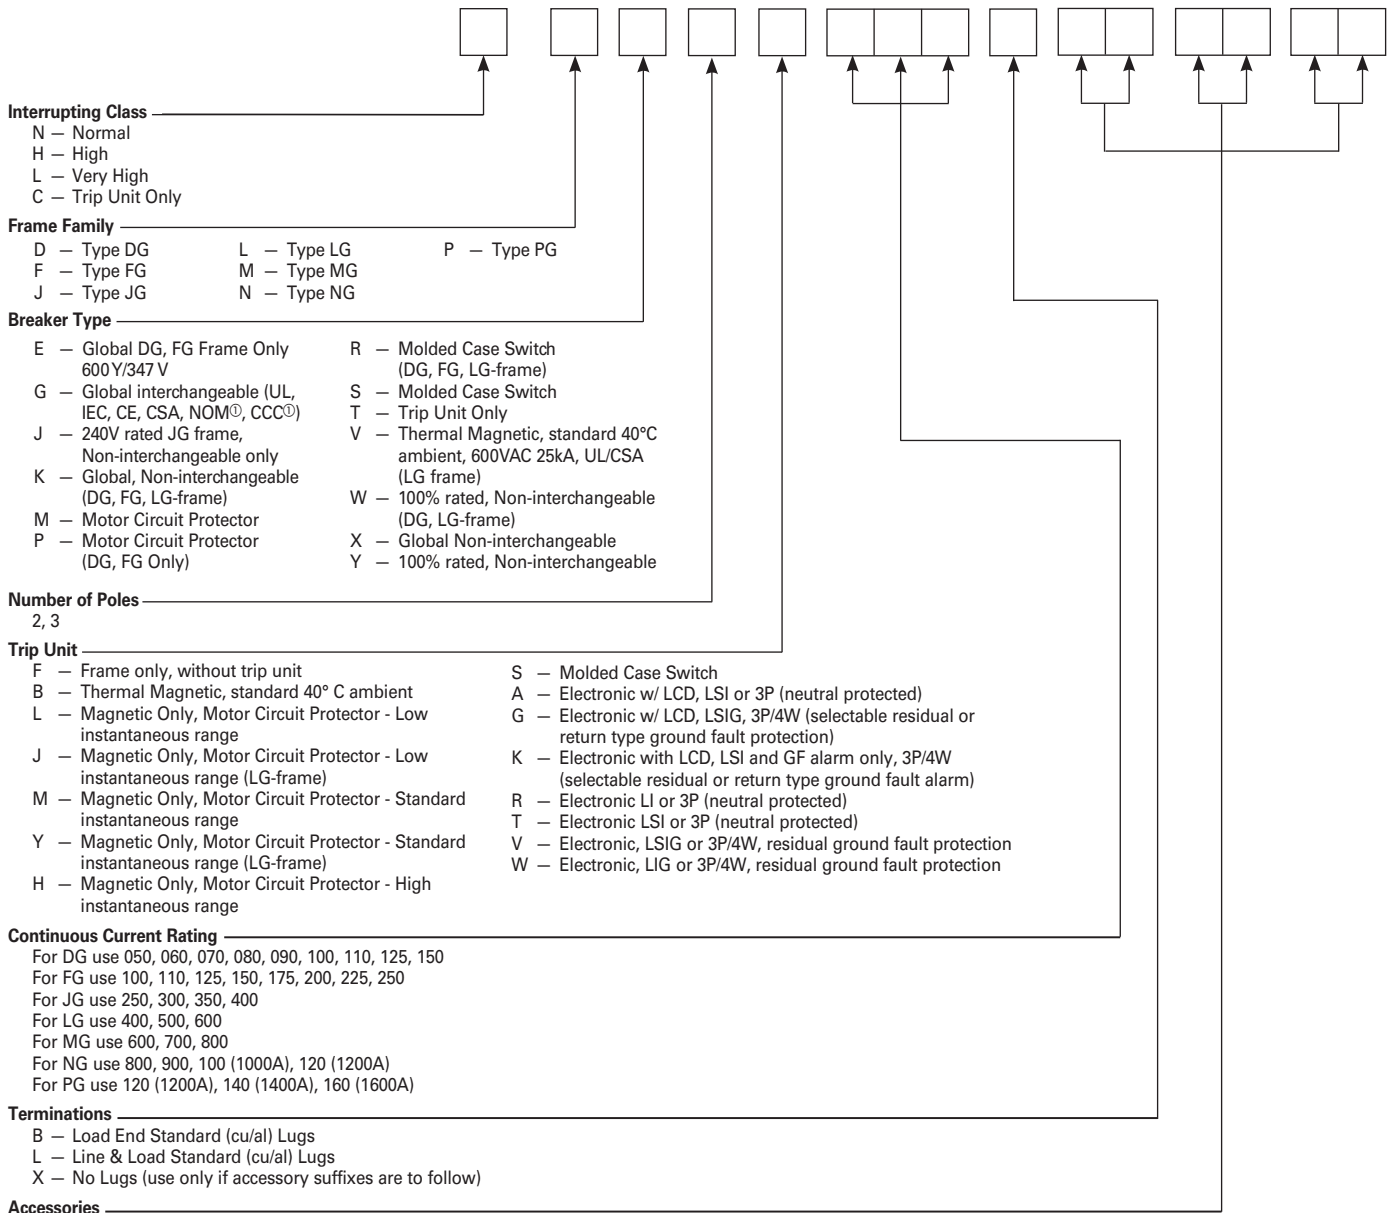 Interrupting Class
N — Normal
H — High
L — Very High
C — Trip Unit Only
Frame Family
D — Type DG
F — Type FG
J — Type JG
L — Type LG
M — Type MG
N — Type NG
P — Type PG
Breaker Type
E — Global DG, FG Frame Only
600Y/347 V
G — Global interchangeable (UL,
IEC, CE, CSA, NOM①, CCC①)
J — 240V rated JG frame,
Non-interchangeable only
K — Global, Non-interchangeable
(DG, FG, LG-frame)
M — Motor Circuit Protector
P — Motor Circuit Protector
(DG, FG Only)
R — Molded Case Switch
(DG, FG, LG-frame)
S — Molded Case Switch
T — Trip Unit Only
V — Thermal Magnetic, standard 40°C
ambient, 600VAC 25kA, UL/CSA
(LG frame)
W — 100% rated, Non-interchangeable
(DG, LG-frame)
X — Global Non-interchangeable
Y — 100% rated, Non-interchangeable
Number of Poles
2, 3
Trip Unit
F — Frame only, without trip unit
B — Thermal Magnetic, standard 40° C ambient
L — Magnetic Only, Motor Circuit Protector - Low
instantaneous range
J — Magnetic Only, Motor Circuit Protector - Low
instantaneous range (LG-frame)
M — Magnetic Only, Motor Circuit Protector - Standard
instantaneous range
Y — Magnetic Only, Motor Circuit Protector - Standard
instantaneous range (LG-frame)
H — Magnetic Only, Motor Circuit Protector - High
instantaneous range
S — Molded Case Switch
A — Electronic w/ LCD, LSI or 3P (neutral protected)
G — Electronic w/ LCD, LSIG, 3P/4W (selectable residual or
return type ground fault protection)
K — Electronic with LCD, LSI and GF alarm only, 3P/4W
(selectable residual or return type ground fault alarm)
R — Electronic LI or 3P (neutral protected)
T — Electronic LSI or 3P (neutral protected)
V — Electronic, LSIG or 3P/4W, residual ground fault protection
W — Electronic, LIG or 3P/4W, residual ground fault protection
Continuous Current Rating
For DG use 050, 060, 070, 080, 090, 100, 110, 125, 150
For FG use 100, 110, 125, 150, 175, 200, 225, 250
For JG use 250, 300, 350, 400
For LG use 400, 500, 600
For MG use 600, 700, 800
For NG use 800, 900, 100 (1000A), 120 (1200A)
For PG use 120 (1200A), 140 (1400A), 160 (1600A)
Terminations
B — Load End Standard (cu/al) Lugs
L — Line & Load Standard (cu/al) Lugs
X — No Lugs (use only if accessory suffixes are to follow)
Accessories